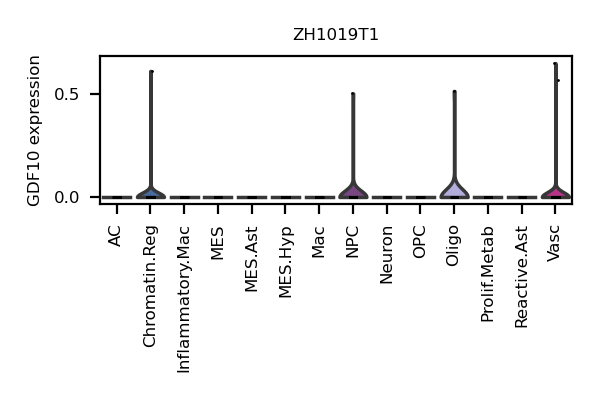 ZH1019T1
GDF10 expression
0.5
0.0
AC
Chromatin.Reg
Inflammatory.Mac
MES
MES.Ast
MES.Hyp
Mac
NPC
Neuron
OPC
Oligo
Prolif.Metab
Reactive.Ast
Vasc